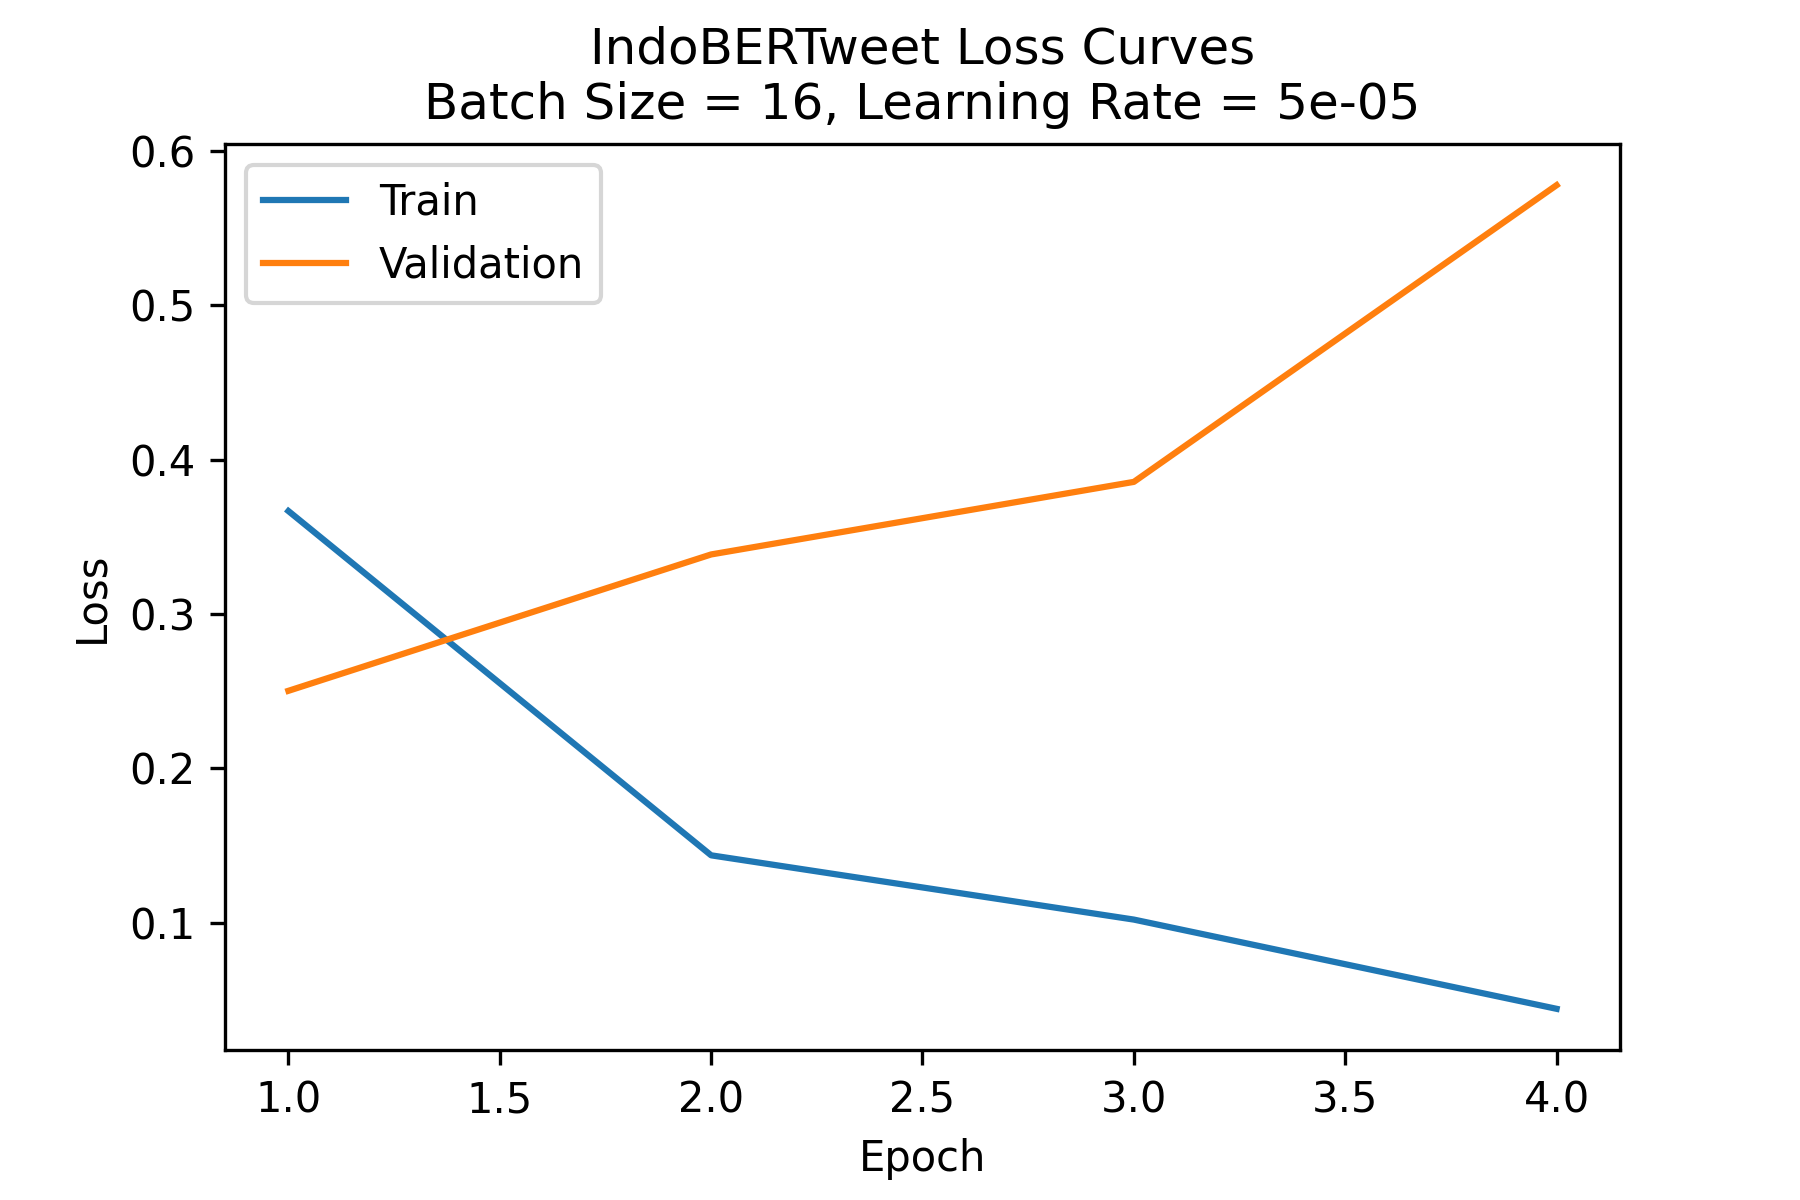 IndoBERTweet Loss Curves
Batch Size = 16, Learning Rate = 5e-05
Train
Validation
0.6
0.5
0.4
0.3
0.2
0.1
Loss
1.0 1.5 2.0 2.5 3.0 3.5 4.0
Epoch